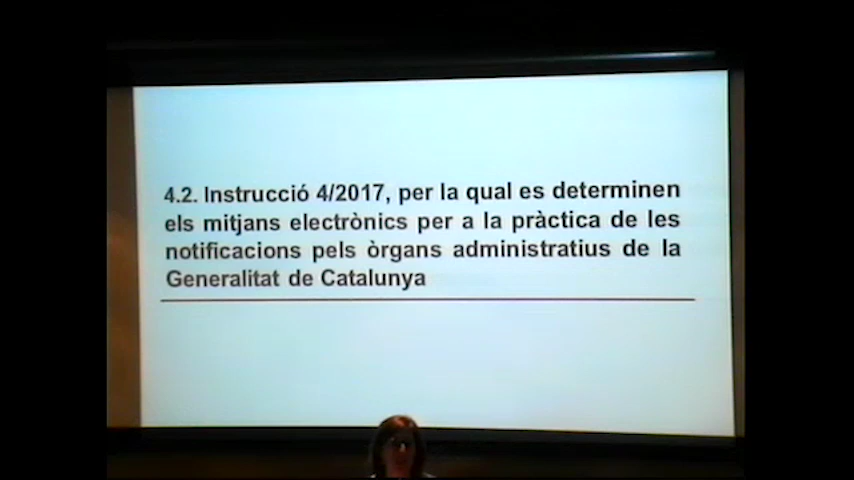 4.2. Instrucció 4/2017, per la qual es determinen
els mitjans electrònics per a la pràctica de les
notificacions pels òrgans administratius de la
Generalitat de Catalunya